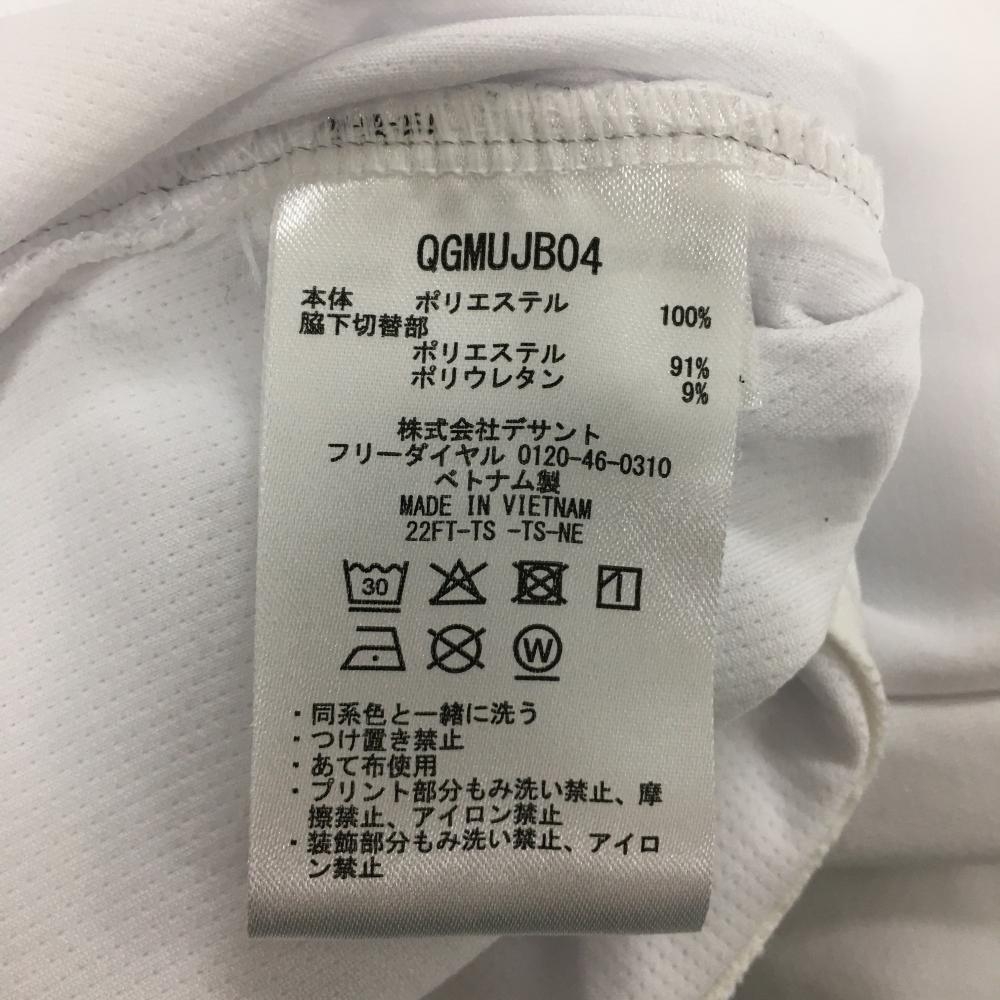 QGMUJB04
本体 ポリエステル 100%
脇下切替部
ポリエステル 91%
ポリウレタン 9%
株式会社デサント
フリーダイヤル 0120-46-0310
ベトナム製
MADE IN VIETNAM
22FT-TS -TS-NE
30
W
・同系色と一緒に洗う
・つけ置き禁止
・あて布使用
・プリント部分もみ洗い禁止、摩
擦禁止、アイロン禁止
・装飾部分もみ洗い禁止、アイロ
ン禁止